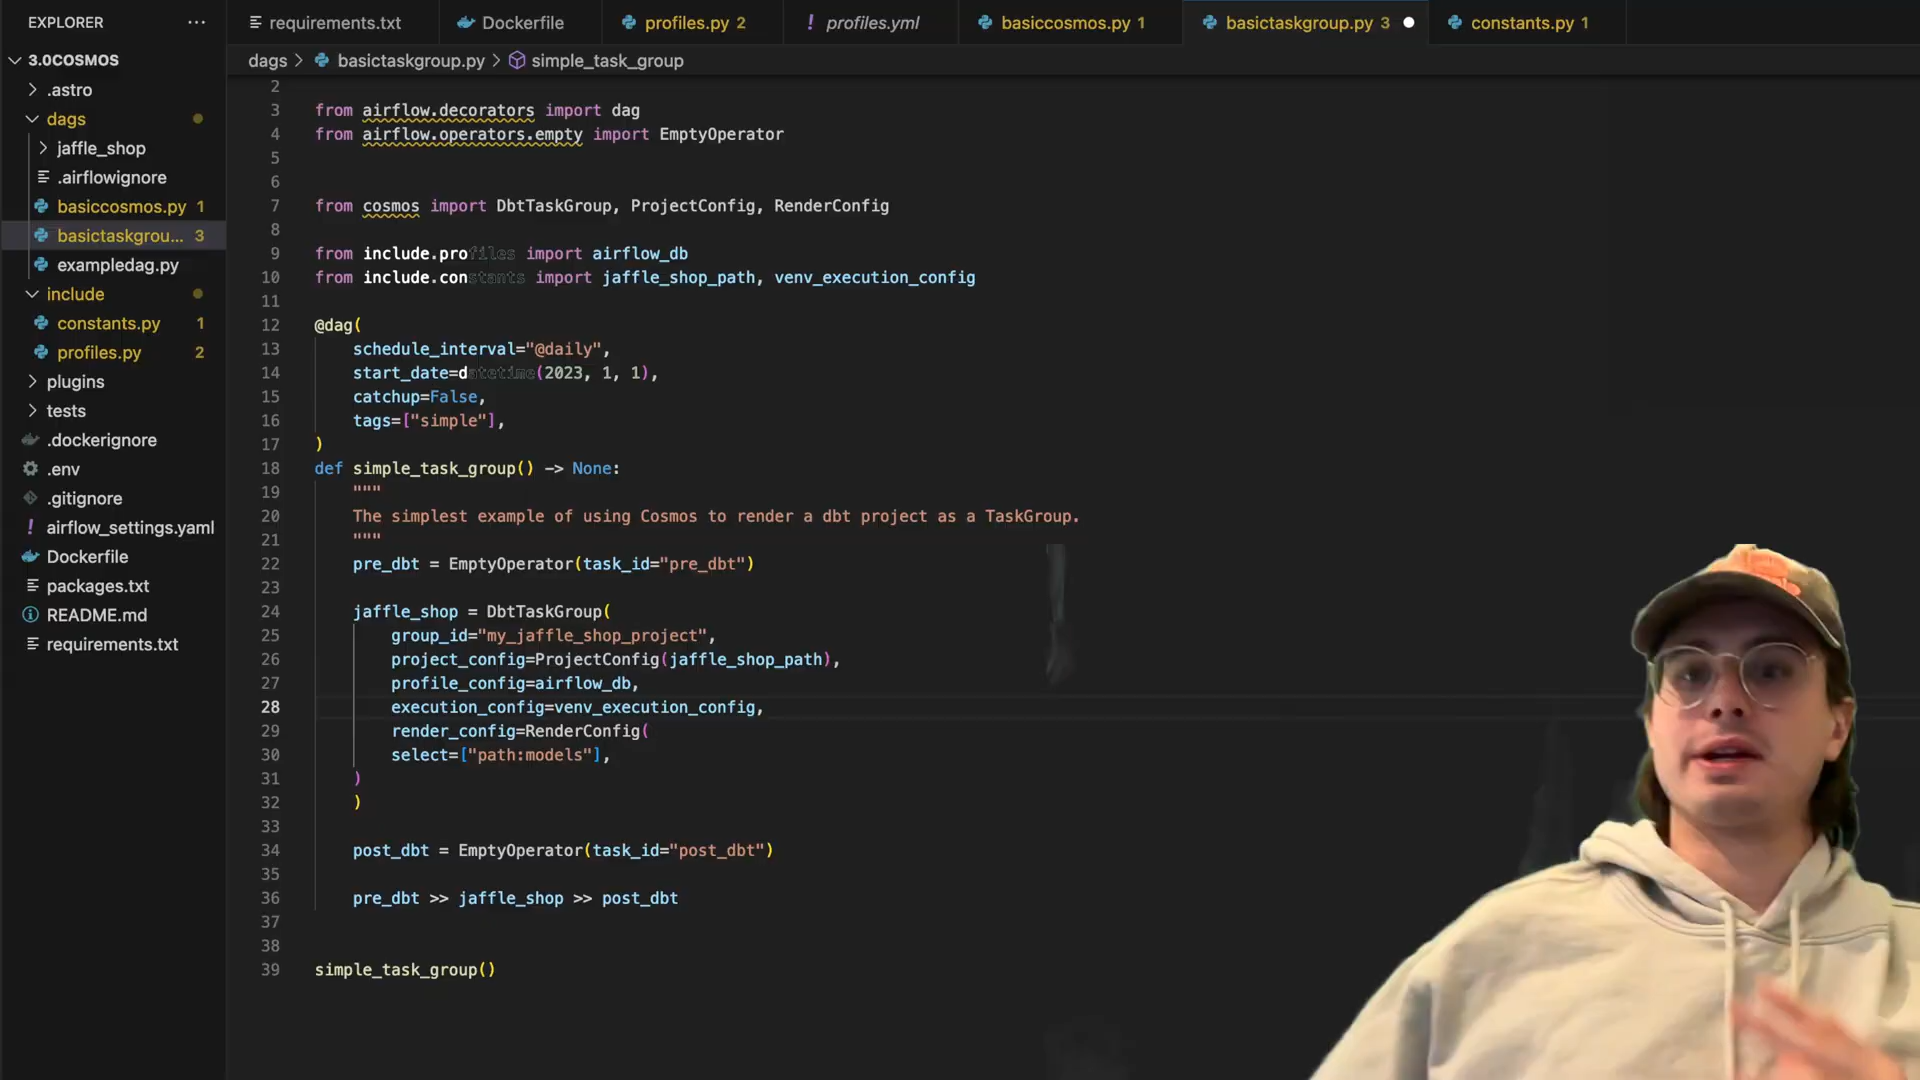 EXPLORER
3.0COSMOS
.astro
dags
jaffle_shop
.airflowignore
basiccosmos.py 1
basictaskgrou... 3
exampledag.py
include
constants.py 1
profiles.py 2
plugins
tests
.dockerignore
.env
.gitignore
! airflow_settings.yaml
Dockerfile
packages.txt
README.md
requirements.txt
requirements.txt
Dockerfile
profiles.py 2
! profiles.yml
basiccosmos.py 1
basictaskgroup.py 3
constants.py 1
dags > basictaskgroup.py > simple_task_group
2
3 from airflow.decorators import dag
4 from airflow.operators.empty import EmptyOperator
5
6
7 from cosmos import DbtTaskGroup, ProjectConfig, RenderConfig
8
9 from include.profiles import airflow_db
10 from include.constants import jaffle_shop_path, venv_execution_config
11
12 @dag(
13 schedule_interval="@daily",
14 start_date=datetime(2023, 1, 1),
15 catchup=False,
16 tags=["simple"],
17 )
18 def simple_task_group() -> None:
19 """
20 The simplest example of using Cosmos to render a dbt project as a TaskGroup.
21 """
22 pre_dbt = EmptyOperator(task_id="pre_dbt")
23
24 jaffle_shop = DbtTaskGroup(
25 group_id="my_jaffle_shop_project",
26 project_config=ProjectConfig(jaffle_shop_path),
27 profile_config=airflow_db,
28 execution_config=venv_execution_config,
29 render_config=RenderConfig(
30 select=["path:models"],
31 )
32 )
33
34 post_dbt = EmptyOperator(task_id="post_dbt")
35
36 pre_dbt >> jaffle_shop >> post_dbt
37
38
39 simple_task_group()